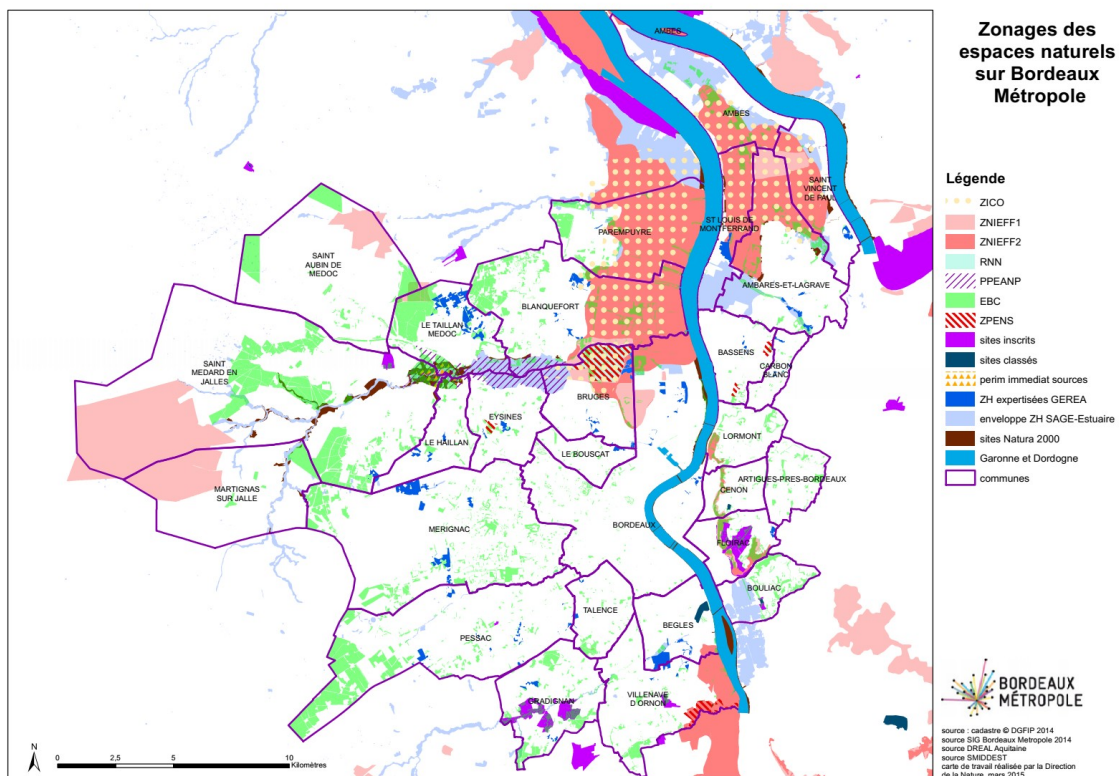 Zonages des
espaces naturels
sur Bordeaux
Métropole
Légende
ZICO
ZNIEFF1
ZNIEFF2
RNN
PPEANP
EBC
ZPENS
sites inscrits
sites classés
perim immediat sources
ZH expertisées GEREA
enveloppe ZH SAGE-Estuaire
sites Natura 2000
Garonne et Dordogne
communes
AMBES
AMBES
SAINT
VINCENT
DE PAUL
ST LOUIS DE
MONTFERRAND
PAREMPUYRE
SAINT
AUBIN DE
MEDOC
AMBARES-ET-LAGRAVE
BLANQUEFORT
LE TAILLAN
MEDOC
BASSENS
CARBON
BLANC
SAINT
MEDARD EN
JALLES
BRUGES
EYSINES
LORMONT
LE HAILLAN
LE BOUSCAT
ARTIGUES-PRES-BORDEAUX
CENON
MARTIGNAS
SUR JALLE
MERIGNAC
BORDEAUX
FLOIRAC
BOULIAC
TALENCE
BEGLES
PESSAC
GRADIGNAN
VILLENAVE
D'ORNON
N
0 2,5 5 10
Kilomètres
BORDEAUX
MÉTROPOLE
source : cadastre © DGFIP 2014
source SIG Bordeaux Metropole 2014
source DREAL Aquitaine
source SMIDDEST
carte de travail réalisée par la Direction
de la Nature, mars 2015